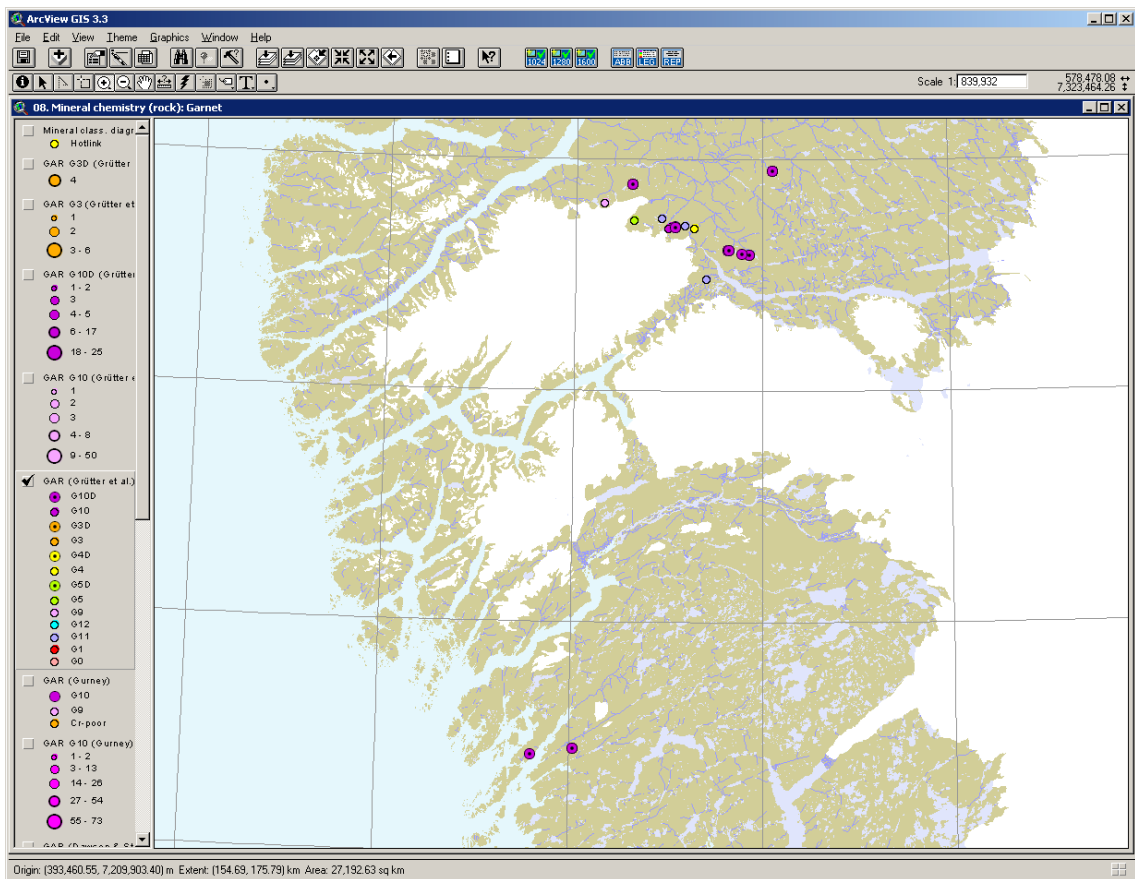 ArcView GIS 3.3
File Edit View Theme Graphics Window Help
1024 1280 1600 ABB LEG REP
T
Scale 1: 839,932
578,478.08
7,323,464.26
08. Mineral chemistry (rock): Garnet
Mineral class. diagr
Hotlink
GAR G3D (Grütter
4
GAR G3 (Grütter et
1
2
3 - 6
GAR G10D (Grütter
1 - 2
3
4 - 5
6 - 17
18 - 25
GAR G10 (Grütter e
1
2
3
4 - 8
9 - 50
GAR (Grütter et al.)
G10D
G10
G3D
G3
G4D
G4
G5D
G5
G9
G12
G11
G1
G0
GAR (Gurney)
G10
G9
Cr-poor
GAR G10 (Gurney)
1 - 2
3 - 13
14 - 26
27 - 54
55 - 73
GAR (Dawson & St
Origin: (393,460.55, 7,209,903.40) m Extent: (154.69, 175.79) km Area: 27,192.63 sq km